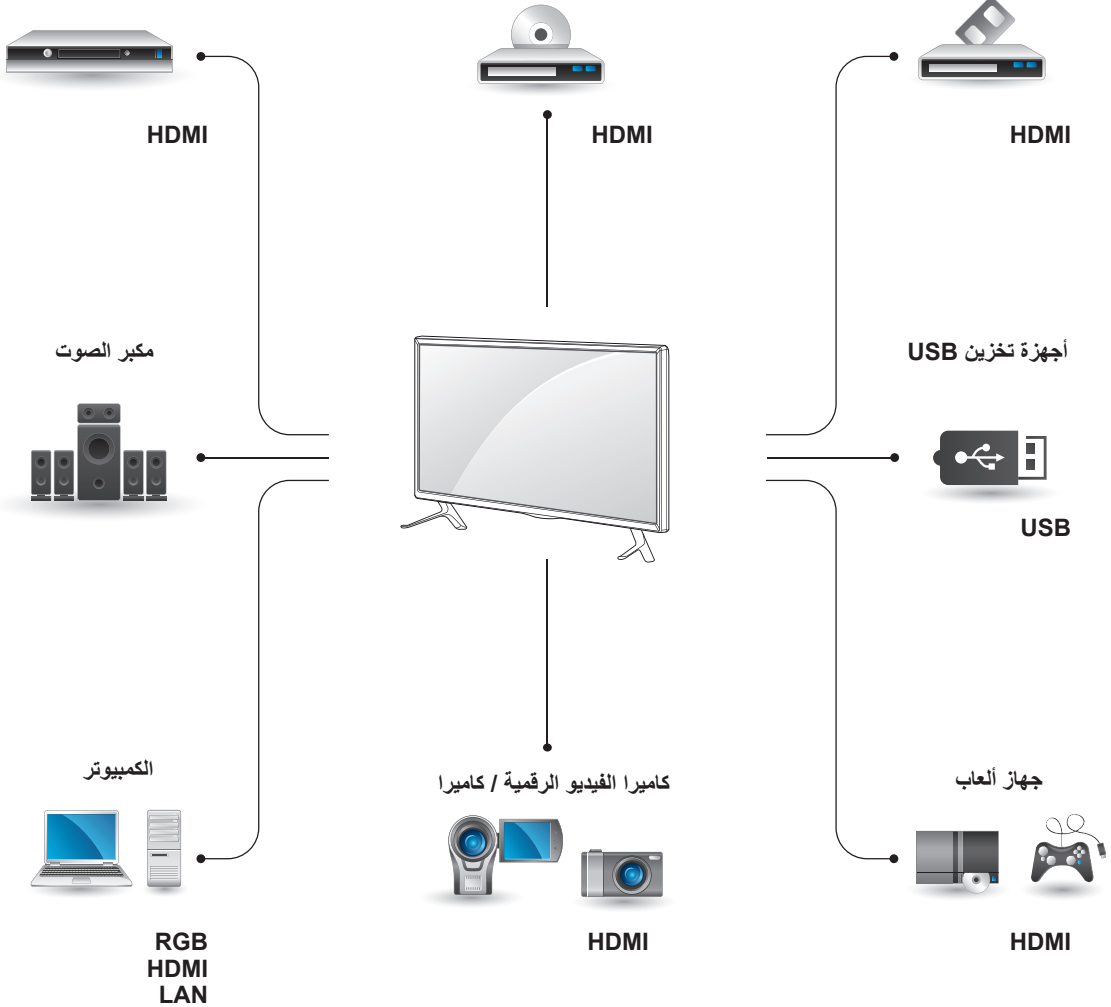 HDMI
HDMI
HDMI
مكبر الصوت
أجهزة تخزين USB
USB
الكمبيوتر
كاميرا الفيديو الرقمية / كاميرا
جهاز ألعاب
RGB
HDMI
LAN
HDMI
HDMI